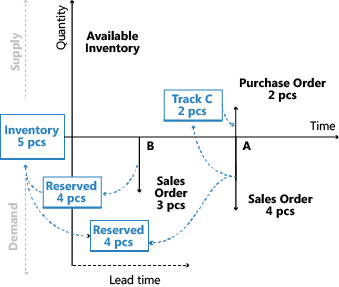 Quantity
Supply
Available
Inventory
Purchase Order
2 pcs
Track C
2 pcs
Time
Inventory
5 pcs
B
A
Reserved
4 pcs
Sales
Order
3 pcs
Sales Order
4 pcs
Reserved
4 pcs
Demand
Lead time